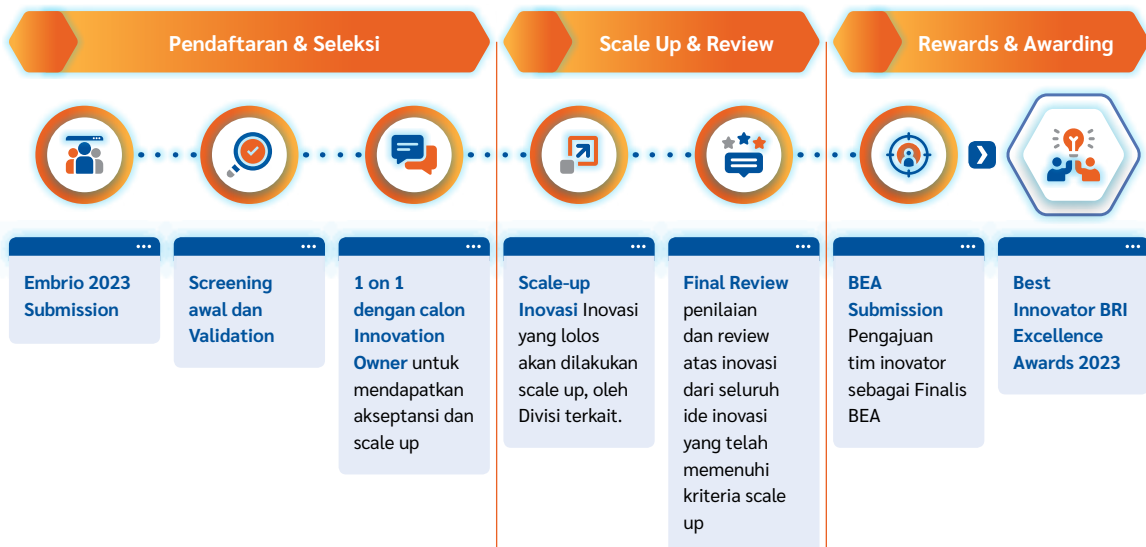 Pendaftaran & Seleksi
Scale Up & Review
Rewards & Awarding
Embrio 2023
Submission
Screening
awal dan
Validation
1 on 1
dengan calon
Innovation
Owner untuk
mendapatkan
akseptansi dan
scale up
Scale-up
Inovasi Inovasi
yang lolos
akan dilakukan
scale up, oleh
Divisi terkait.
Final Review
penilaian
dan review
atas inovasi
dari seluruh
ide inovasi
yang telah
memenuhi
kriteria scale
up
BEA
Submission
Pengajuan
tim inovator
sebagai Finalis
BEA
Best
Innovator BRI
Excellence
Awards 2023